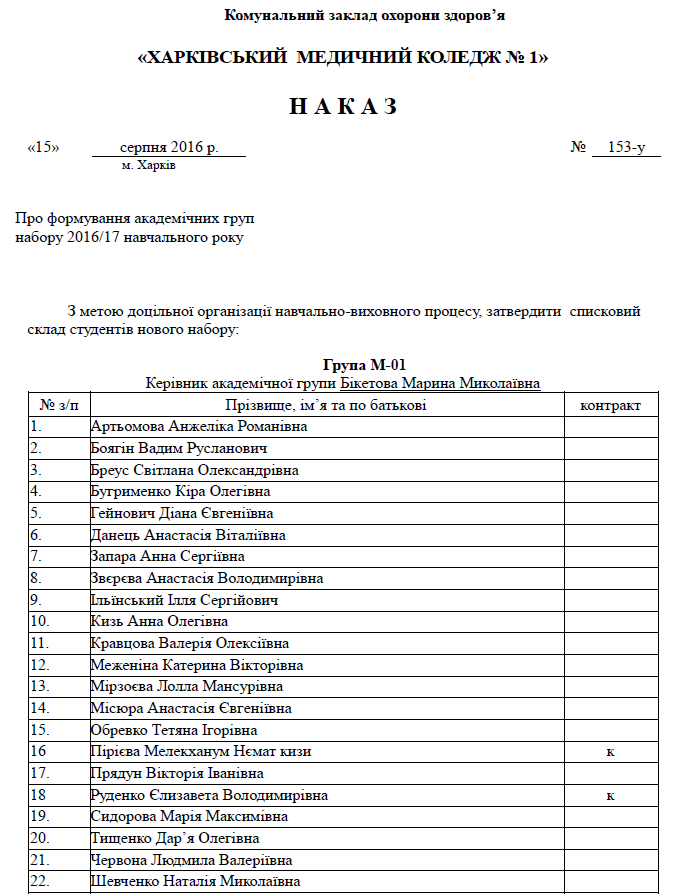 Комунальний заклад охорони здоров’я
«ХАРКІВСЬКИЙ МЕДИЧНИЙ КОЛЕДЖ № 1»
Н А К А З
«15» серпня 2016 р. № 153-у
м. Харків
Про формування академічних груп
набору 2016/17 навчального року
З метою доцільної організації навчально-виховного процесу, затвердити списковий
склад студентів нового набору:
Група М-01
Керівник академічної групи Бікетова Марина Миколаївна
№ з/п Прізвище, ім’я та по батькові контракт
1. Артьомова Анжеліка Романівна
2. Боягін Вадим Русланович
3. Бреус Світлана Олександрівна
4. Бугрименко Кіра Олегівна
5. Гейнович Діана Євгеніївна
6. Данець Анастасія Віталіївна
7. Запара Анна Сергіївна
8. Звєрєва Анастасія Володимирівна
9. Ільїнський Ілля Сергійович
10. Кизь Анна Олегівна
11. Кравцова Валерія Олексіївна
12. Меженіна Катерина Вікторівна
13. Мірзоєва Лолла Мансурівна
14. Місюра Анастасія Євгеніївна
15. Обревко Тетяна Ігорівна
16 Пірієва Мелекханум Нємат кизи к
17. Прядун Вікторія Іванівна
18 Руденко Єлизавета Володимирівна к
19. Сидорова Марія Максимівна
20. Тищенко Дар’я Олегівна
21. Червона Людмила Валеріївна
22. Шевченко Наталія Миколаївна